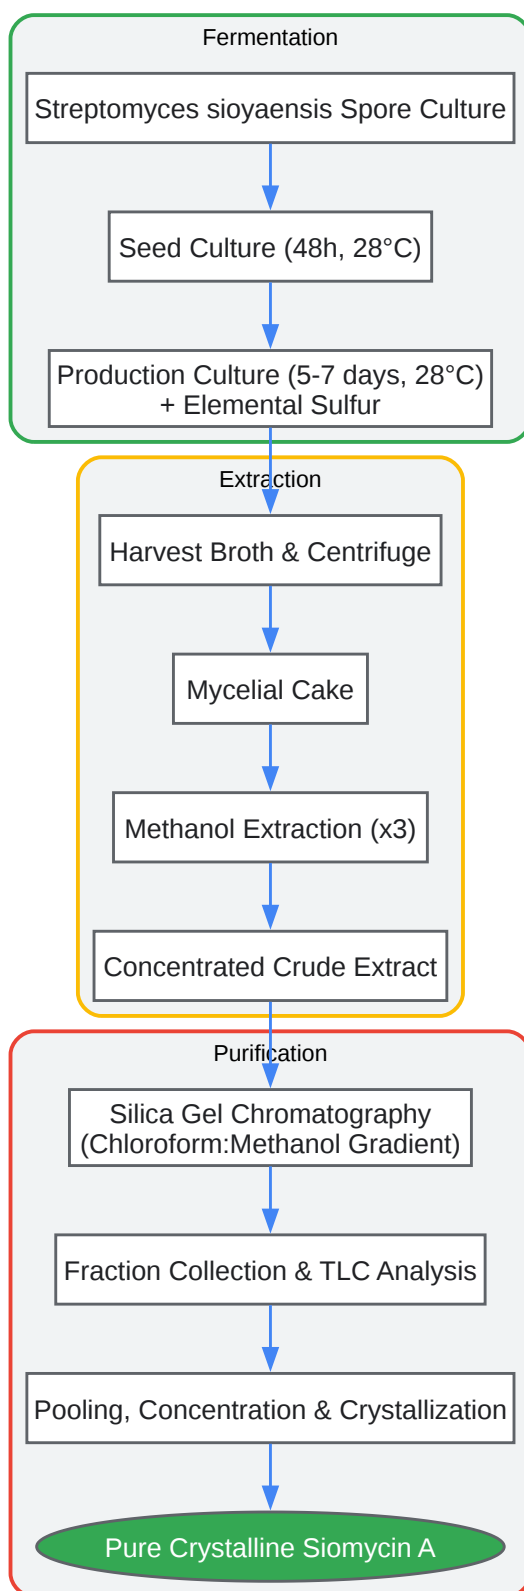 Fermentation
Streptomyces sioyaensis Spore Culture
Seed Culture (48h, 28°C)
Production Culture (5-7 days, 28°C)
+ Elemental Sulfur
Extraction
Harvest Broth & Centrifuge
Mycelial Cake
Methanol Extraction (x3)
Concentrated Crude Extract
Purification
Silica Gel Chromatography
(Chloroform:Methanol Gradient)
Fraction Collection & TLC Analysis
Pooling, Concentration & Crystallization
Pure Crystalline Siomycin A